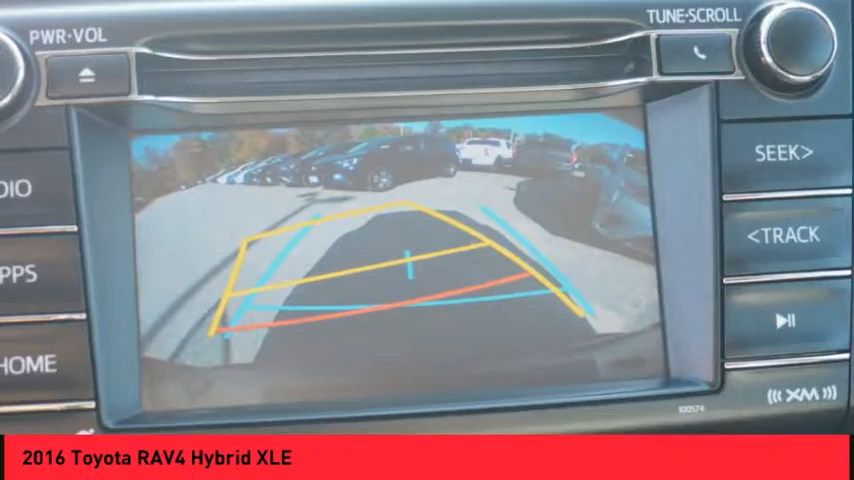 PWR•VOL
TUNE•SCROLL
DIO
PPS
HOME
SEEK>
<TRACK
XM
100574
2016 Toyota RAV4 Hybrid XLE